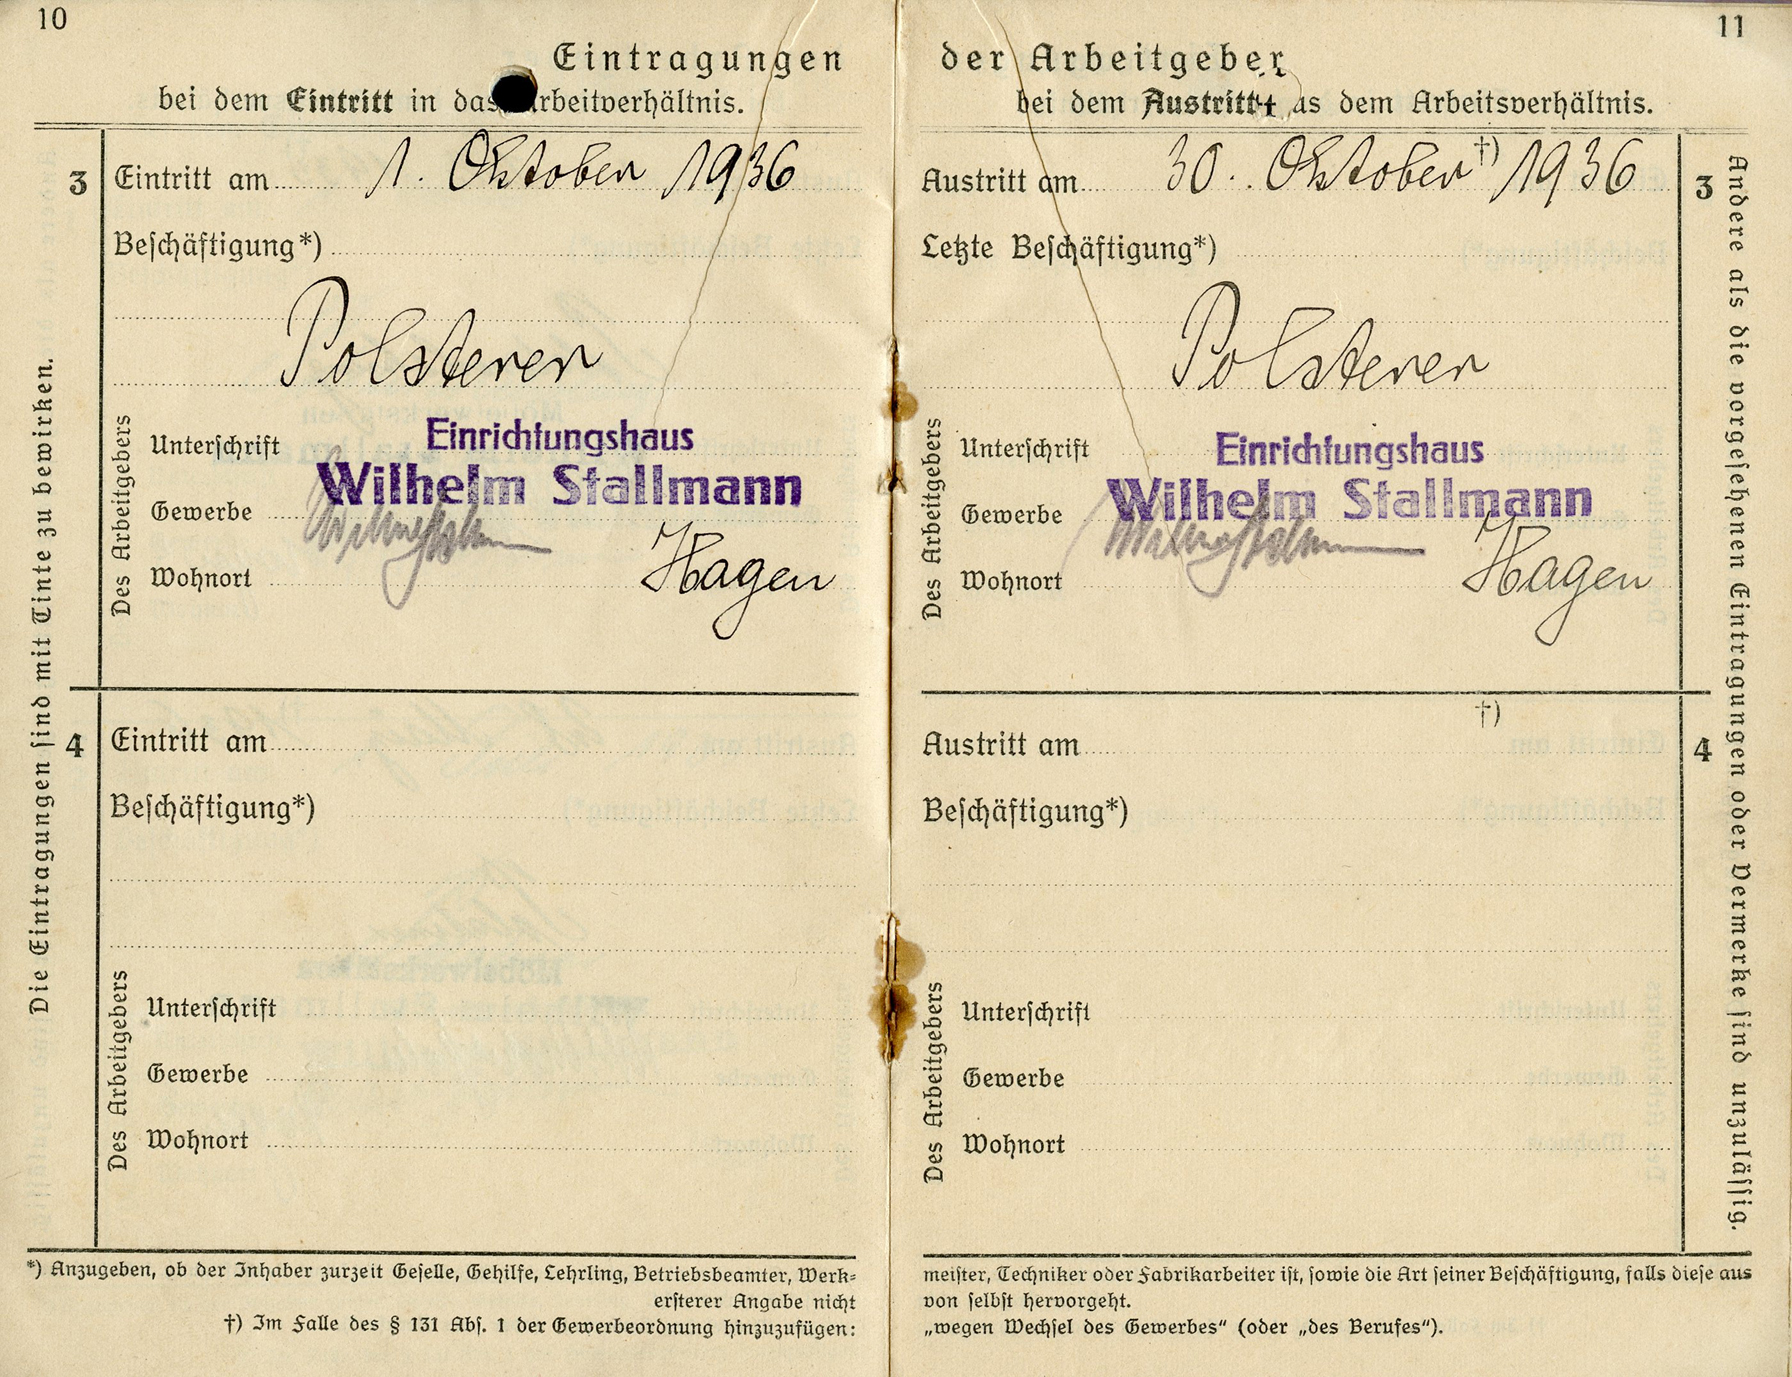 10
Eintragungen
bei dem Eintritt in das Arbeitverhältnis.
3
Eintritt am 1. Oktober 1936
Beschäftigung*)
Polsterer
Des Arbeitgebers
Unterschrift
Einrichtungshaus
Wilhelm Stallmann
Gewerbe
Wohnort Hagen
4
Eintritt am
Beschäftigung*)
Des Arbeitgebers
Unterschrift
Gewerbe
Wohnort
Die Eintragungen sind mit Tinte zu bewirken.
*) Anzugeben, ob der Inhaber zurzeit Geselle, Gehilfe, Lehrling, Betriebsbeamter, Werk-
ersterer Angabe nicht
†) Im Falle des § 131 Abs. 1 der Gewerbeordnung hinzuzufügen:
11
der Arbeitgeber
bei dem Austritt aus dem Arbeitsverhältnis.
3
†)
Austritt am 30. Oktober 1936
Letzte Beschäftigung*)
Polsterer
Des Arbeitgebers
Unterschrift
Einrichtungshaus
Wilhelm Stallmann
Gewerbe
Wohnort Hagen
4
†)
Austritt am
Beschäftigung*)
Des Arbeitgebers
Unterschrift
Gewerbe
Wohnort
Andere als die vorgesehenen Eintragungen oder Vermerke sind unzulässig.
meister, Techniker oder Fabrikarbeiter ist, sowie die Art seiner Beschäftigung, falls diese aus
von selbst hervorgeht.
„wegen Wechsel des Gewerbes“ (oder „des Berufes“).